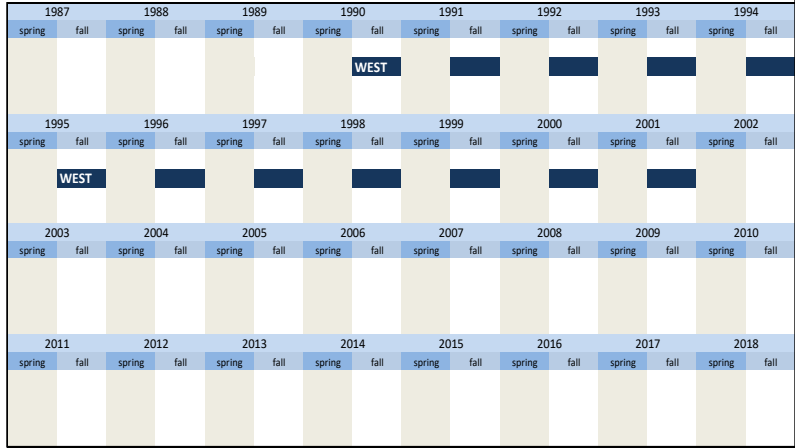 1987 1988 1989 1990 1991 1992 1993 1994
spring fall spring fall spring fall spring fall spring fall spring fall spring fall spring fall
WEST
1995 1996 1997 1998 1999 2000 2001 2002
spring fall spring fall spring fall spring fall spring fall spring fall spring fall spring fall
WEST
2003 2004 2005 2006 2007 2008 2009 2010
spring fall spring fall spring fall spring fall spring fall spring fall spring fall spring fall
2011 2012 2013 2014 2015 2016 2017 2018
spring fall spring fall spring fall spring fall spring fall spring fall spring fall spring fall